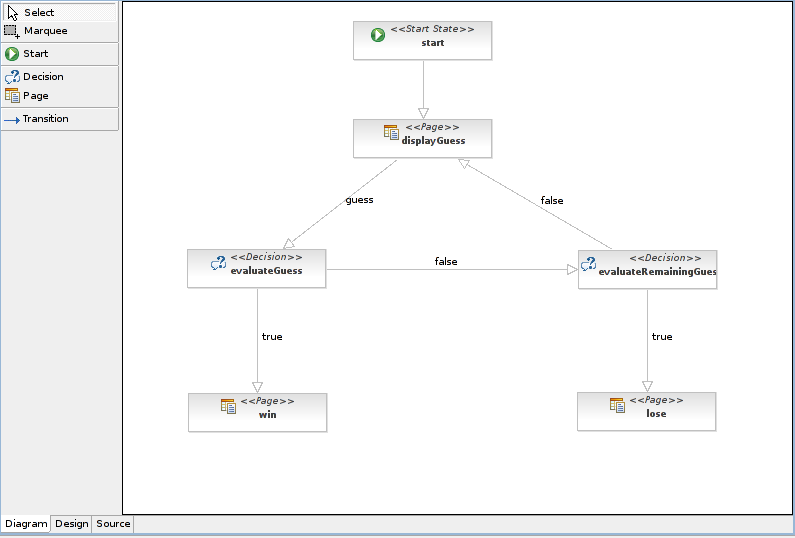 Select
Marquee
Start
Decision
Page
Transition
<<Start State>>
start
<<Page>>
displayGuess
guess
false
<<Decision>>
evaluateGuess
false
<<Decision>>
evaluateRemainingGues
true
true
<<Page>>
win
<<Page>>
lose
Diagram Design Source